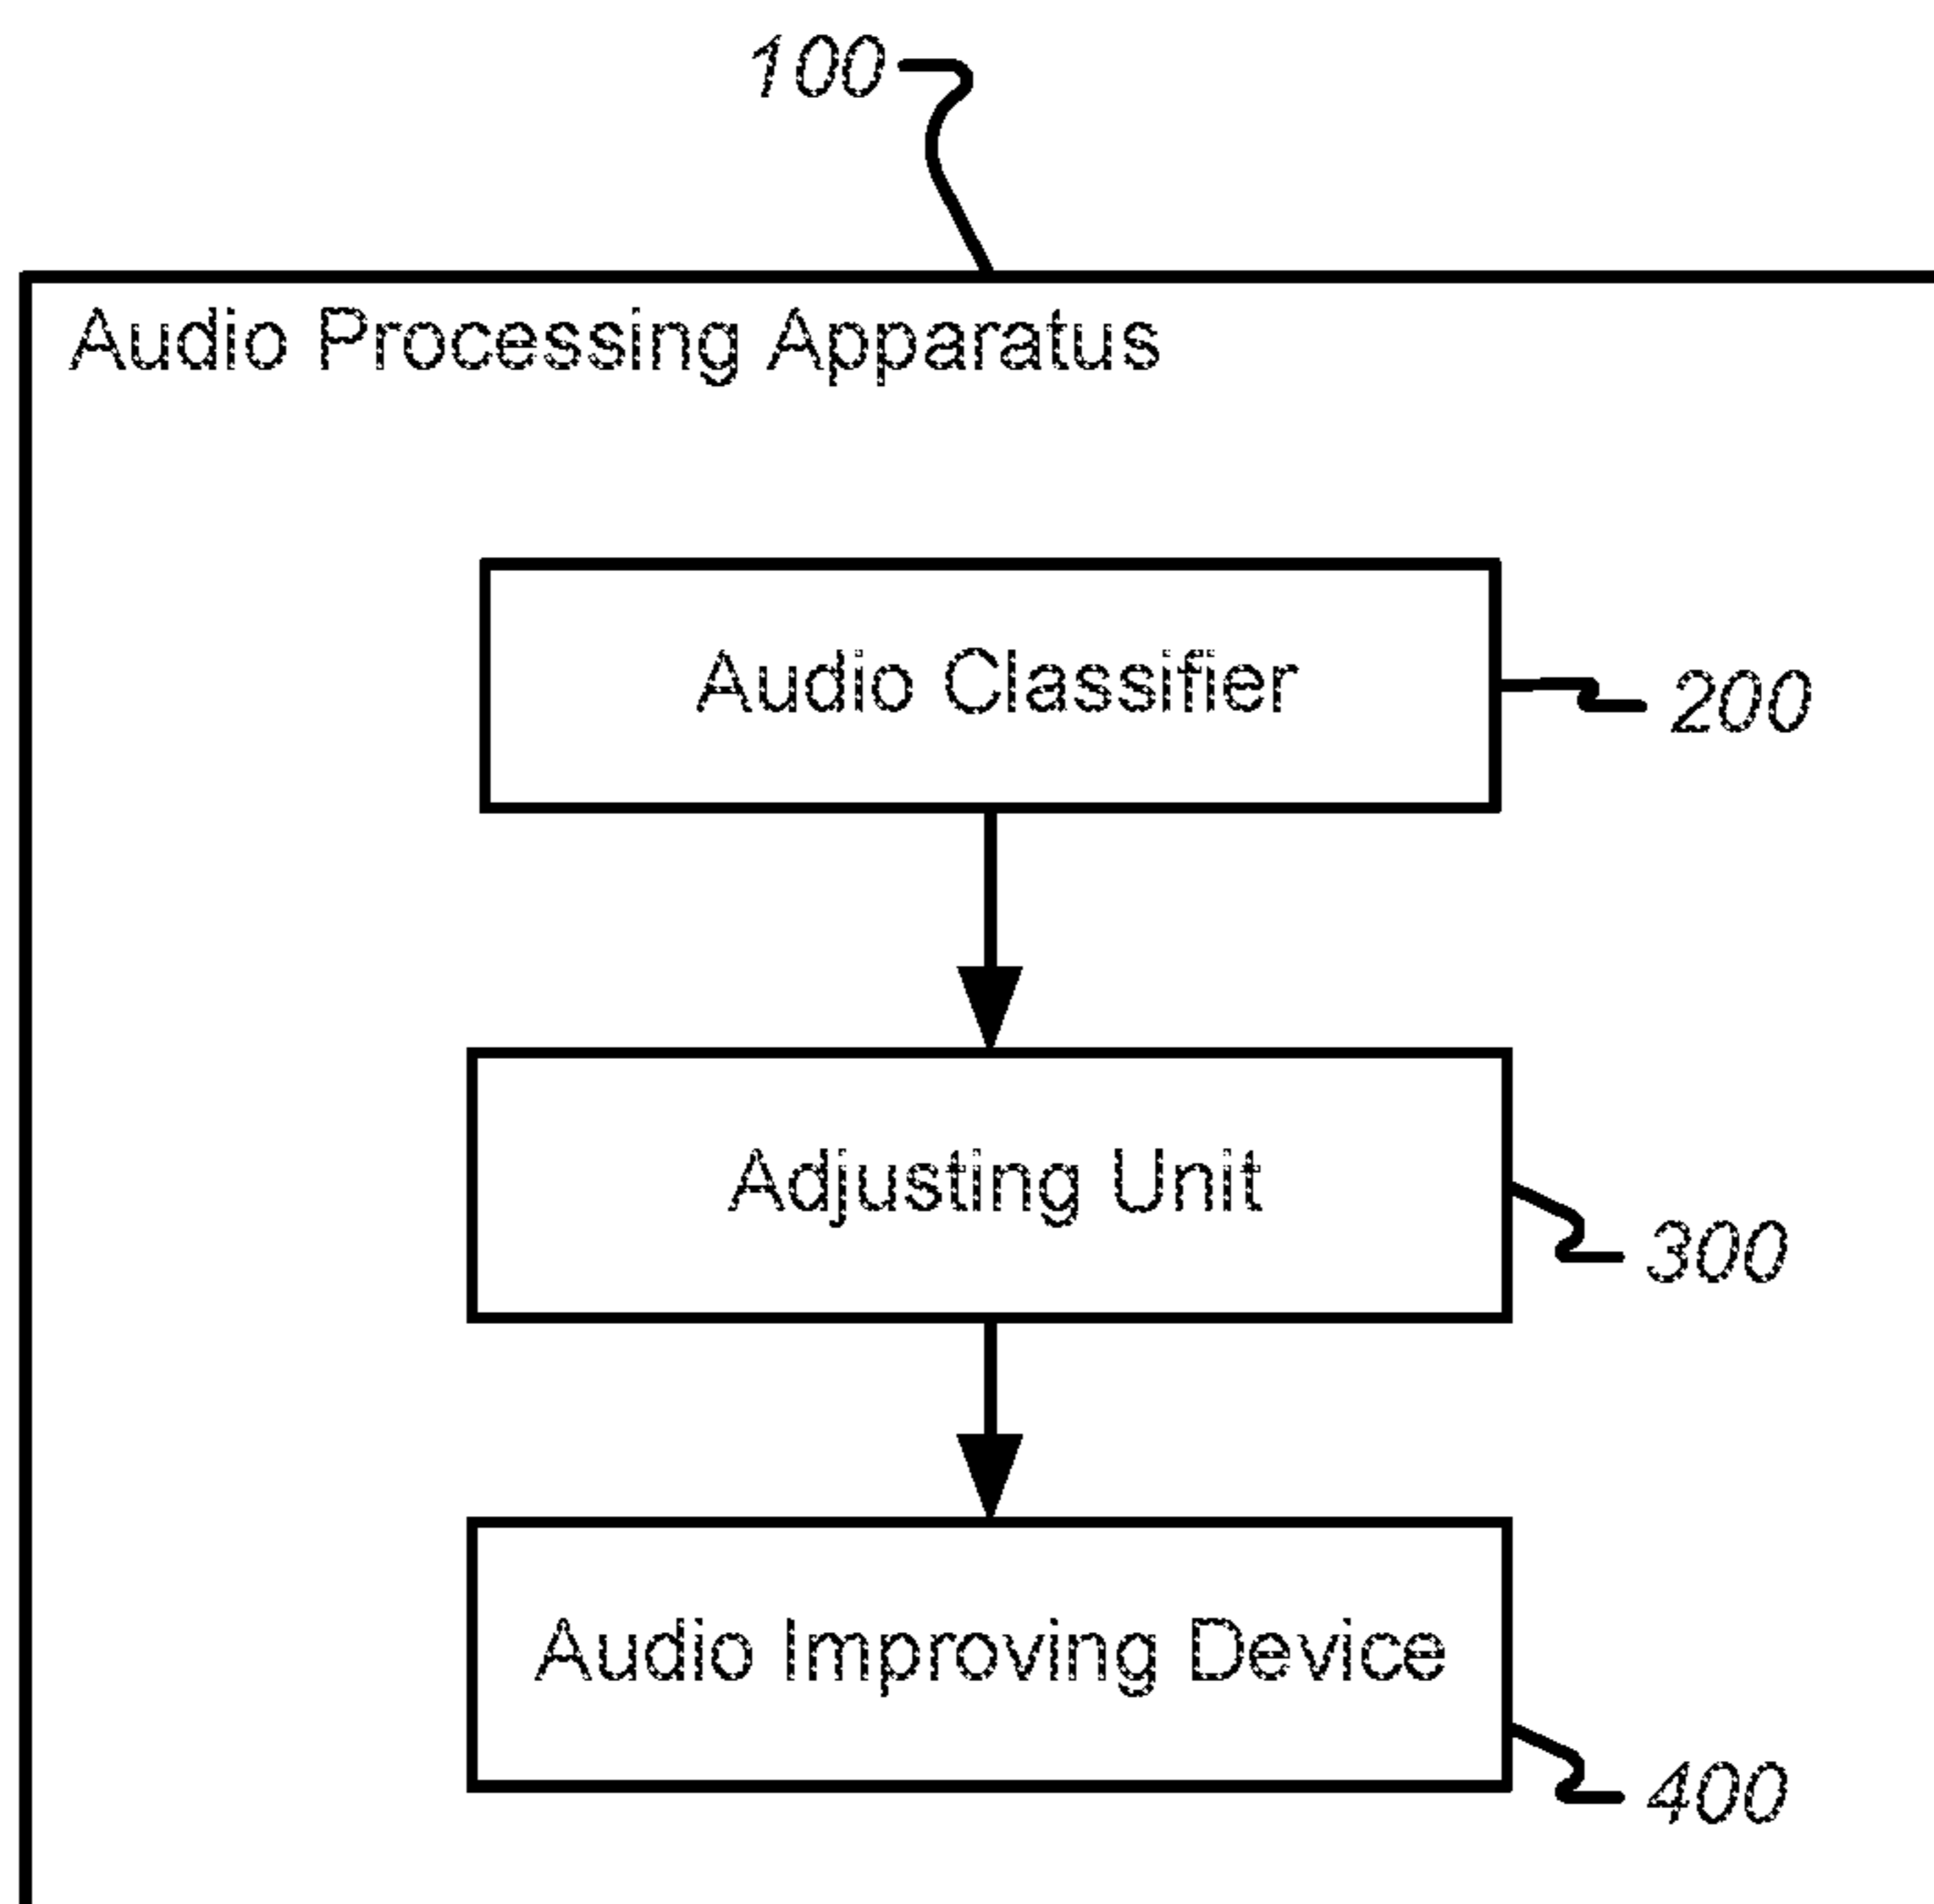 100
Audio Processing Apparatus
Audio Classifier
200
Adjusting Unit
300
Audio Improving Device
400